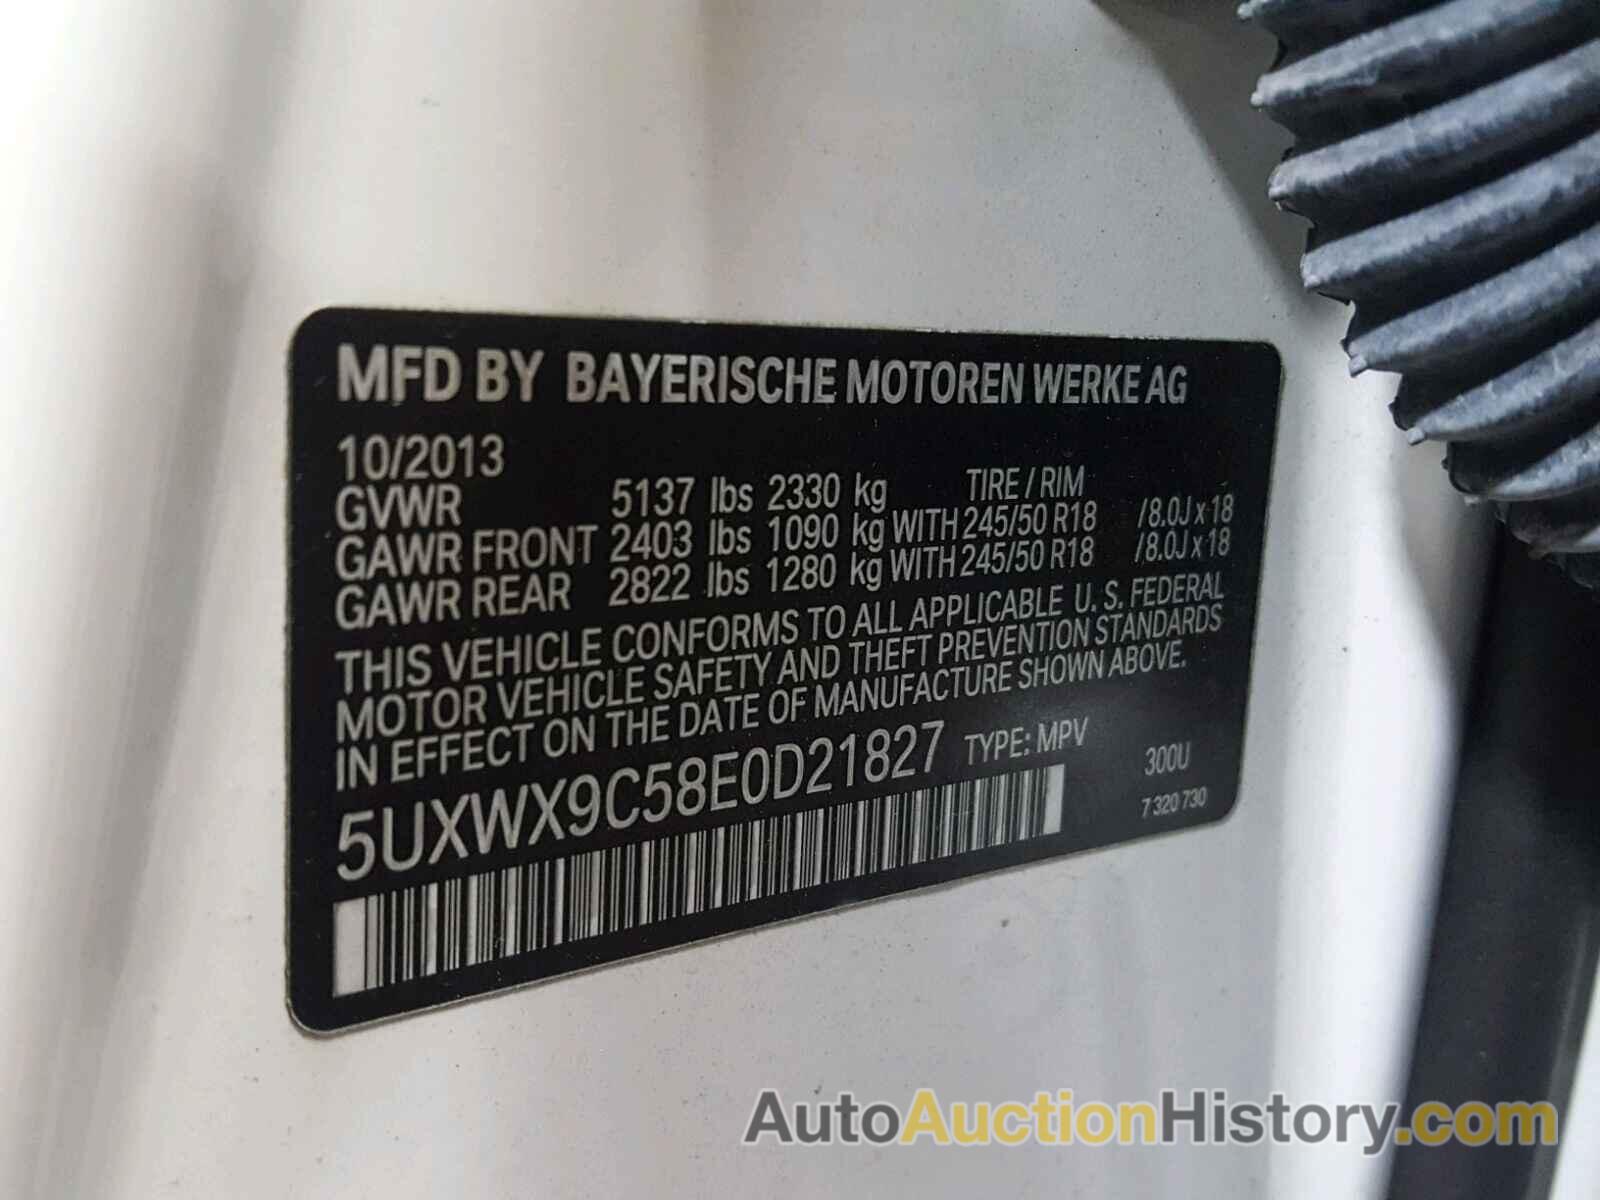 MFD BY BAYERISCHE MOTOREN WERKE AG
10/2013
GVWR 5137 lbs 2330 kg TIRE / RIM
GAWR FRONT 2403 lbs 1090 kg WITH 245/50 R18 /8.0J x 18
GAWR REAR 2822 lbs 1280 kg WITH 245/50 R18 /8.0J x 18
THIS VEHICLE CONFORMS TO ALL APPLICABLE U. S. FEDERAL
MOTOR VEHICLE SAFETY AND THEFT PREVENTION STANDARDS
IN EFFECT ON THE DATE OF MANUFACTURE SHOWN ABOVE.
5UXWX9C58E0D21827 TYPE: MPV 300U
7 320 730
AutoAuctionHistory.com